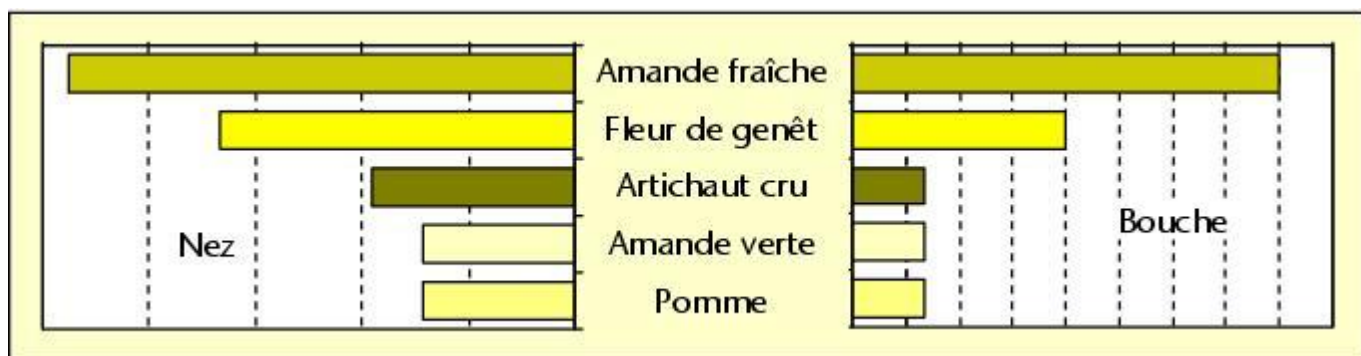 Amande fraîche
Fleur de genêt
Artichaut cru
Amande verte
Pomme
Nez
Bouche